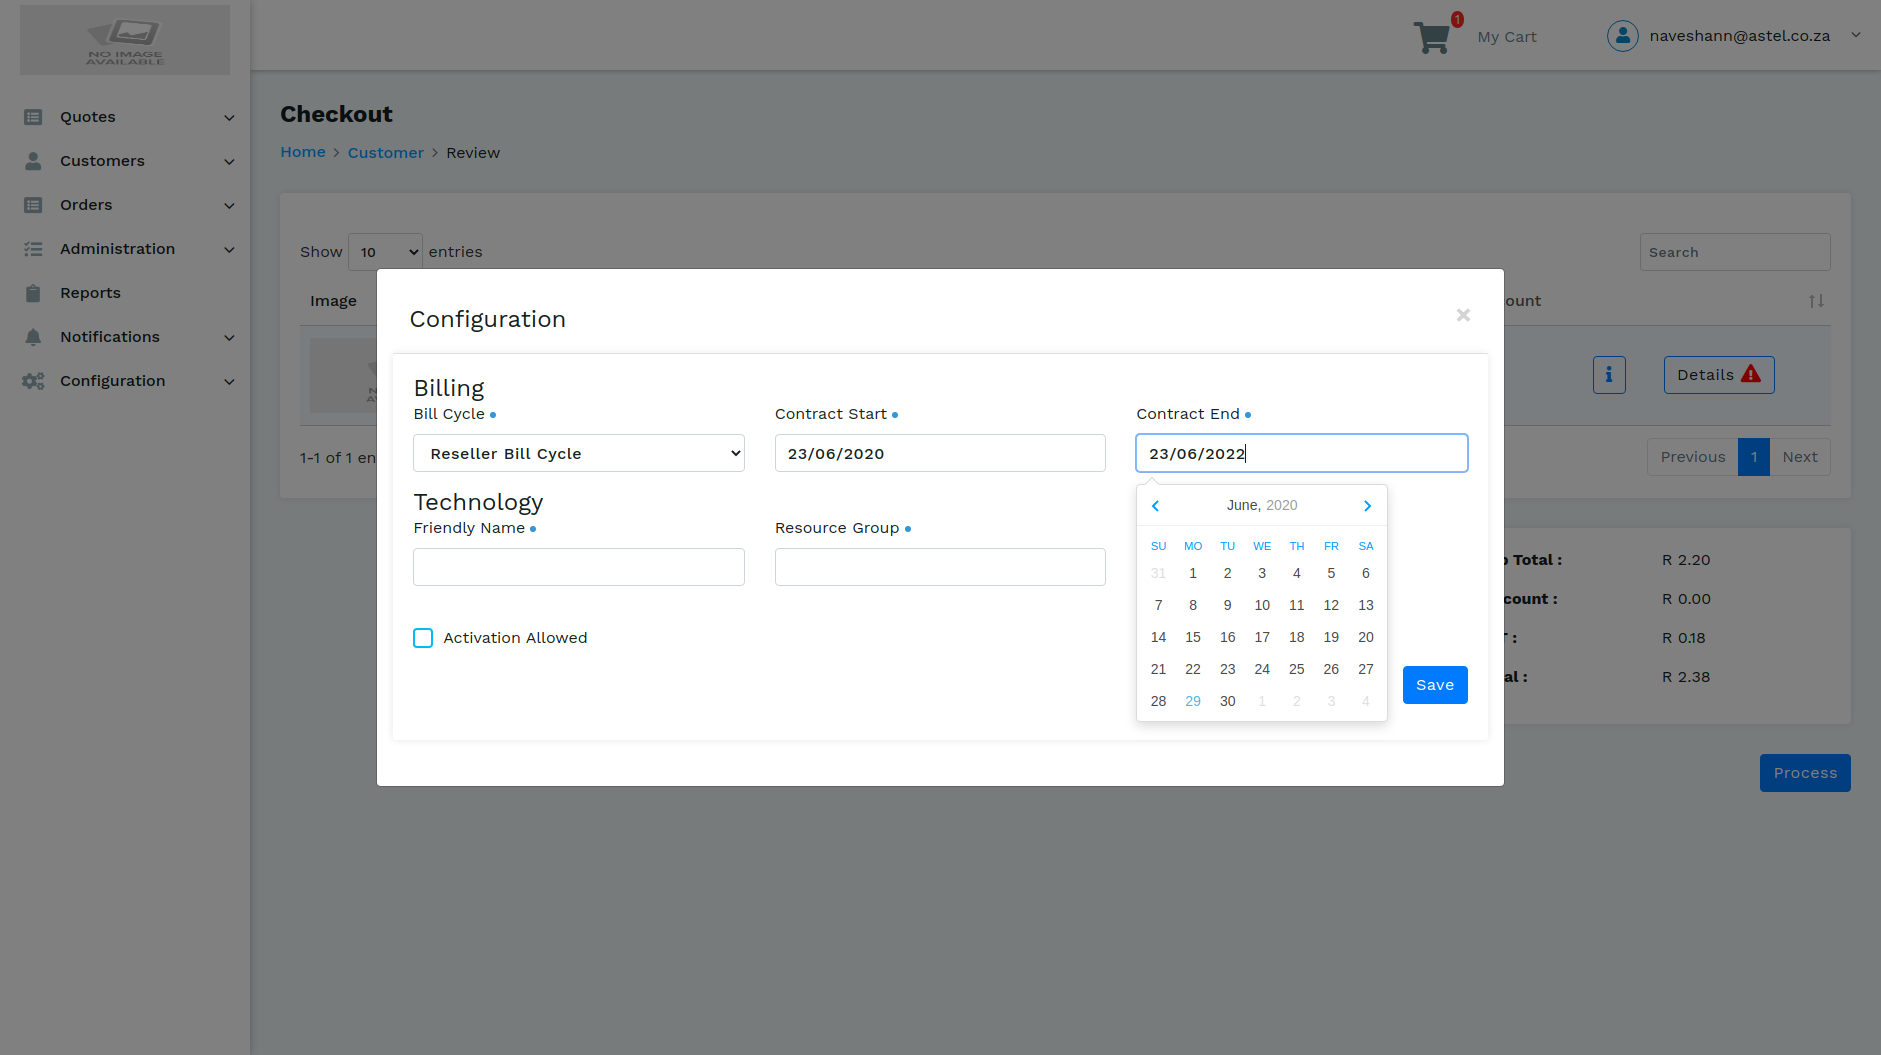 NO IMAGE
AVAILABLE
1
My Cart
naveshann@astel.co.za
Quotes
Customers
Orders
Administration
Reports
Notifications
Configuration
Checkout
Home > Customer > Review
Show 10 entries
Search
Image
ount
Configuration
×
Details
Billing
Bill Cycle
Contract Start
Contract End
Reseller Bill Cycle
23/06/2020
23/06/2022
1-1 of 1 en
Previous 1 Next
Technology
Friendly Name
Resource Group
June, 2020
SU MO TU WE TH FR SA
31 1 2 3 4 5 6
7 8 9 10 11 12 13
14 15 16 17 18 19 20
21 22 23 24 25 26 27
28 29 30 1 2 3 4
Activation Allowed
Save
Total : R 2.20
count : R 0.00
: R 0.18
al : R 2.38
Process